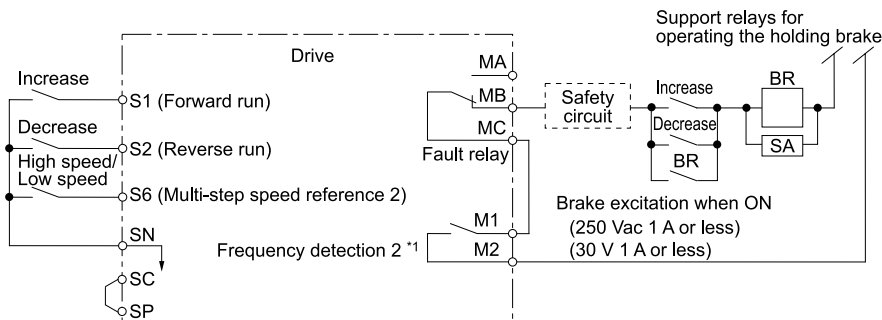 Support relays for
operating the holding brake
Drive
Increase
S1 (Forward run)
Decrease
S2 (Reverse run)
High speed/
Low speed
S6 (Multi-step speed reference 2)
SN
SC
SP
MA
MB
MC
Fault relay
Frequency detection 2 *1
M1
M2
Safety
circuit
Increase
Decrease
BR
BR
SA
Brake excitation when ON
(250 Vac 1 A or less)
(30 V 1 A or less)